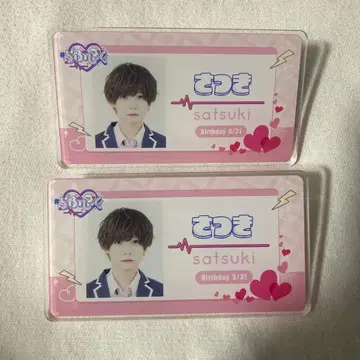 さつき
satsuki
Birthday 5/31
さつき
satsuki
Birthday 5/31